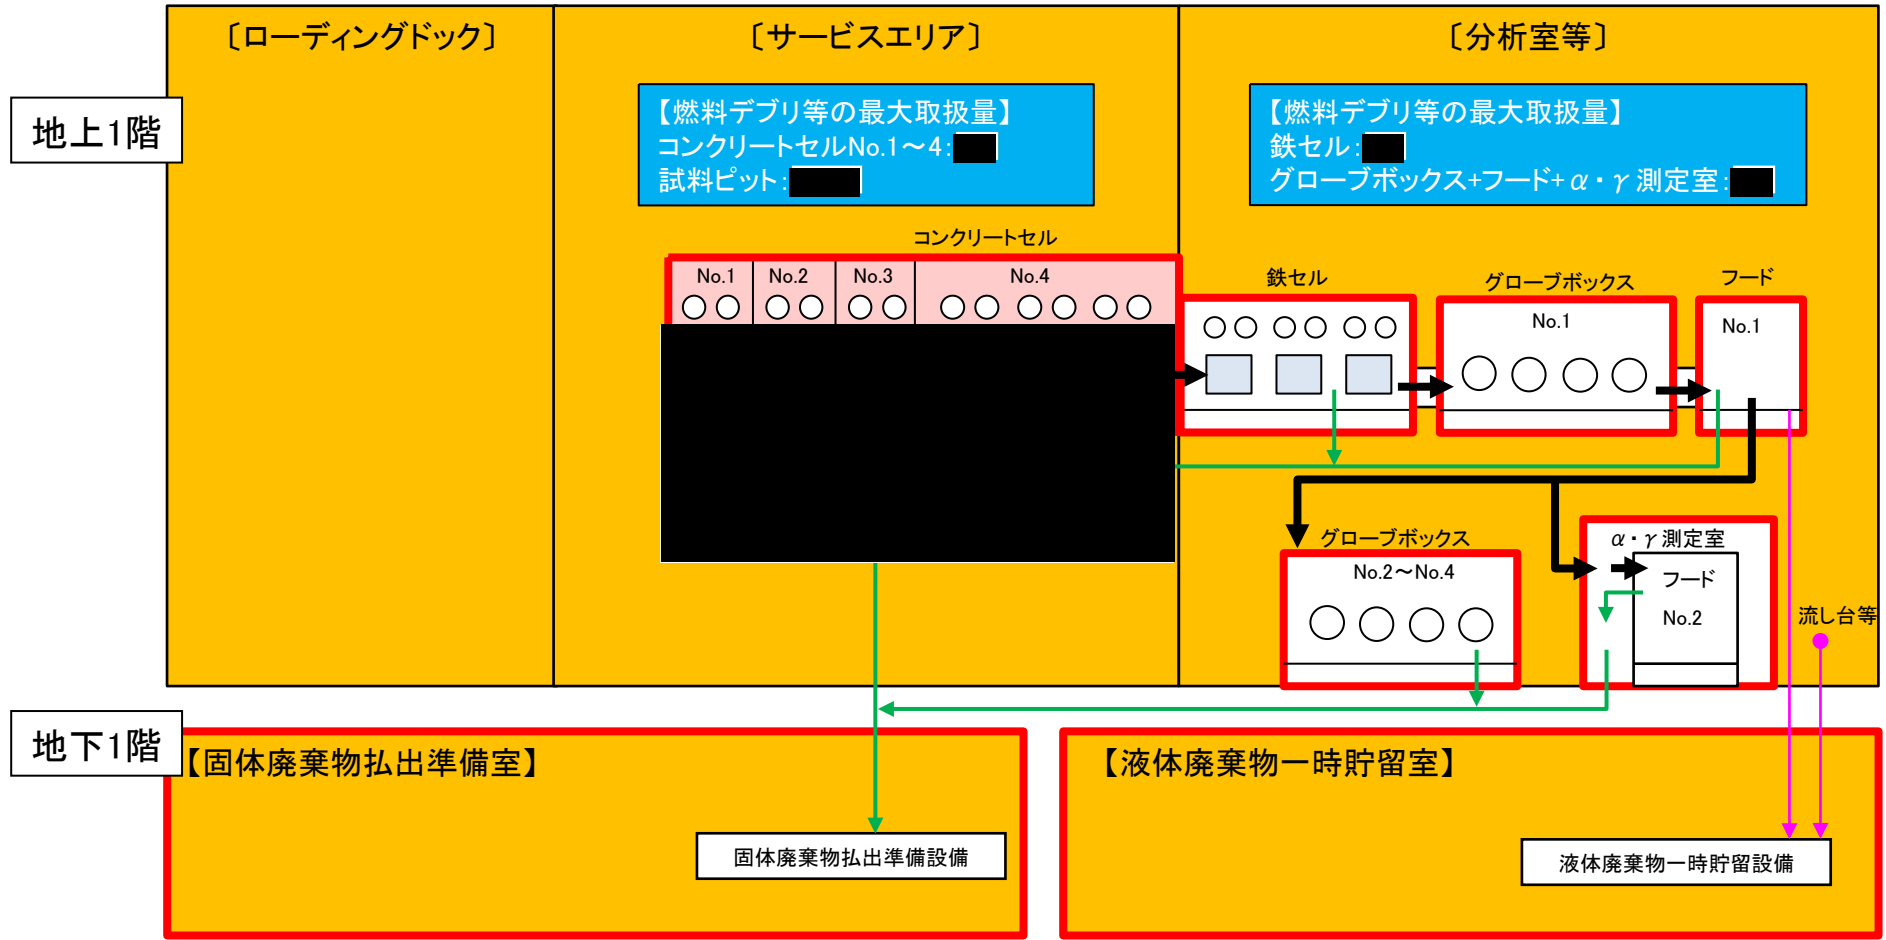 〔ローディングドック〕
〔サービスエリア〕
〔分析室等〕
地上1階
【燃料デブリ等の最大取扱量】
コンクリートセルNo.1～4:
試料ピット:
【燃料デブリ等の最大取扱量】
鉄セル:
グローブボックス+フード+α・γ測定室:
コンクリートセル
No.1
No.2
No.3
No.4
鉄セル
グローブボックス
No.1
フード
No.1
グローブボックス
No.2～No.4
α・γ測定室
フード
No.2
流し台等
地下1階
【固体廃棄物払出準備室】
固体廃棄物払出準備設備
【液体廃棄物一時貯留室】
液体廃棄物一時貯留設備